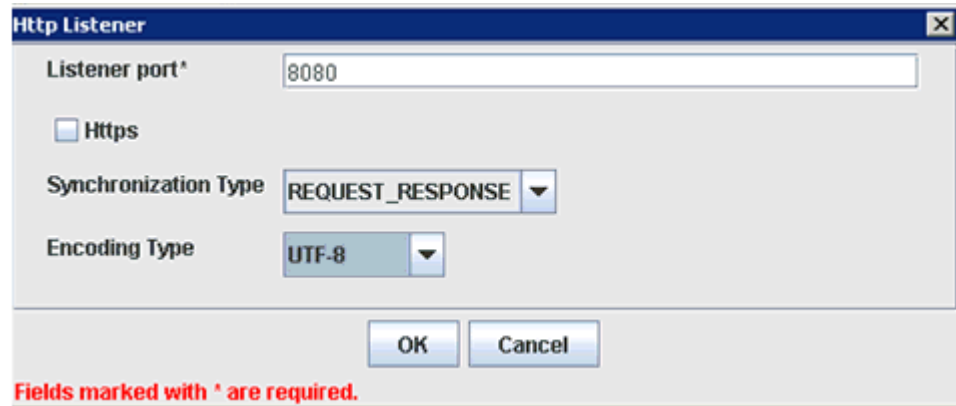 Http Listener
Listener port*
8080
Https
Synchronization Type
REQUEST_RESPONSE
Encoding Type
UTF-8
OK
Cancel
Fields marked with * are required.